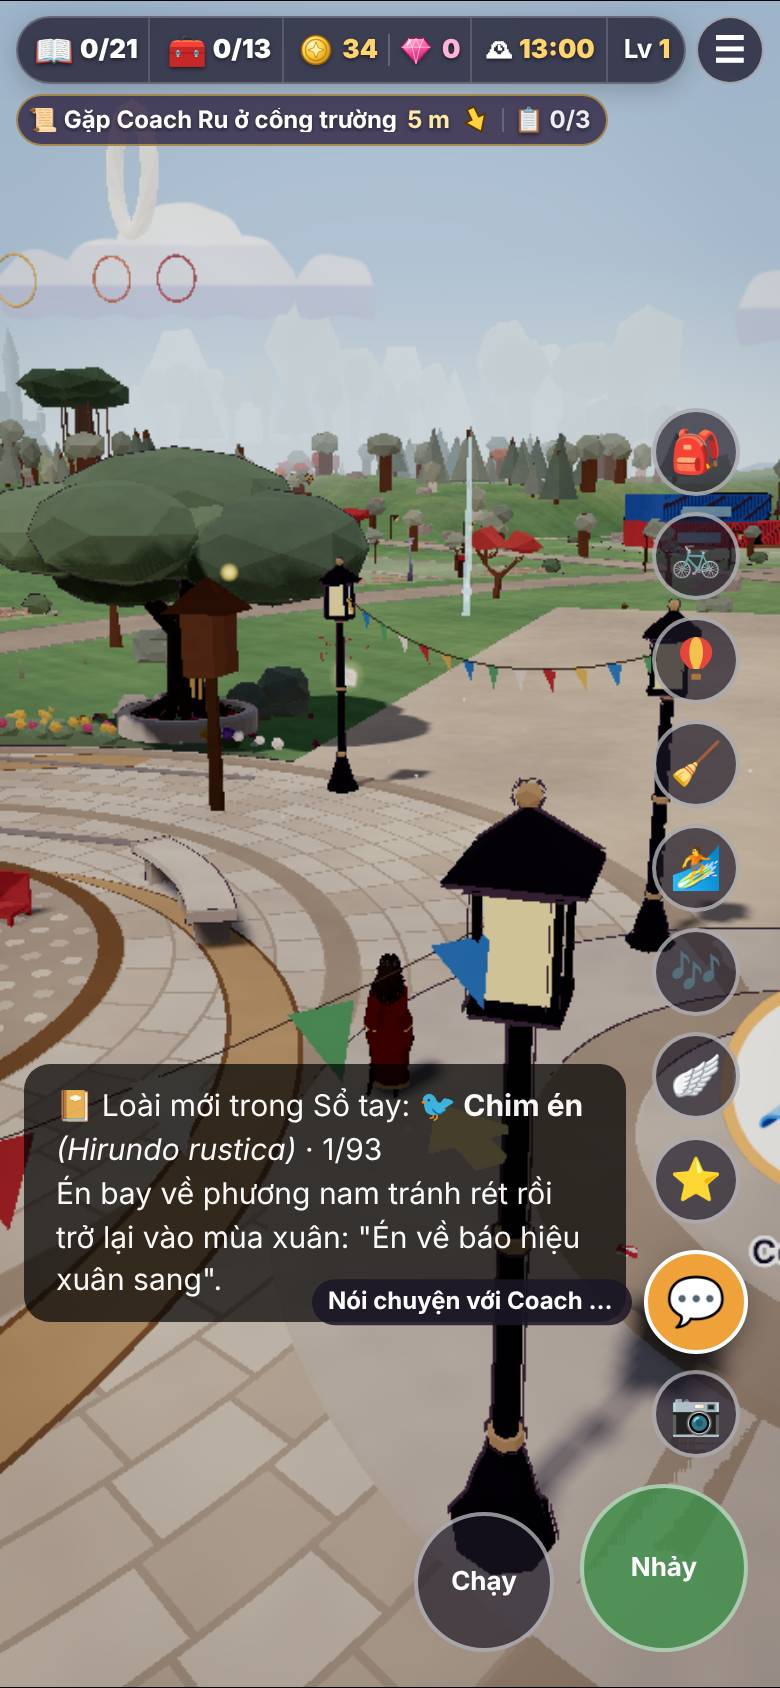 0/21 0/13 34 0 13:00 Lv 1
Gặp Coach Ru ở cổng trường 5 m 0/3
Loài mới trong Sổ tay: Chim én
(Hirundo rustica) · 1/93
Én bay về phương nam tránh rét rồi
trở lại vào mùa xuân: "Én về báo hiệu
xuân sang".
Nói chuyện với Coach ...
Chạy
Nhảy